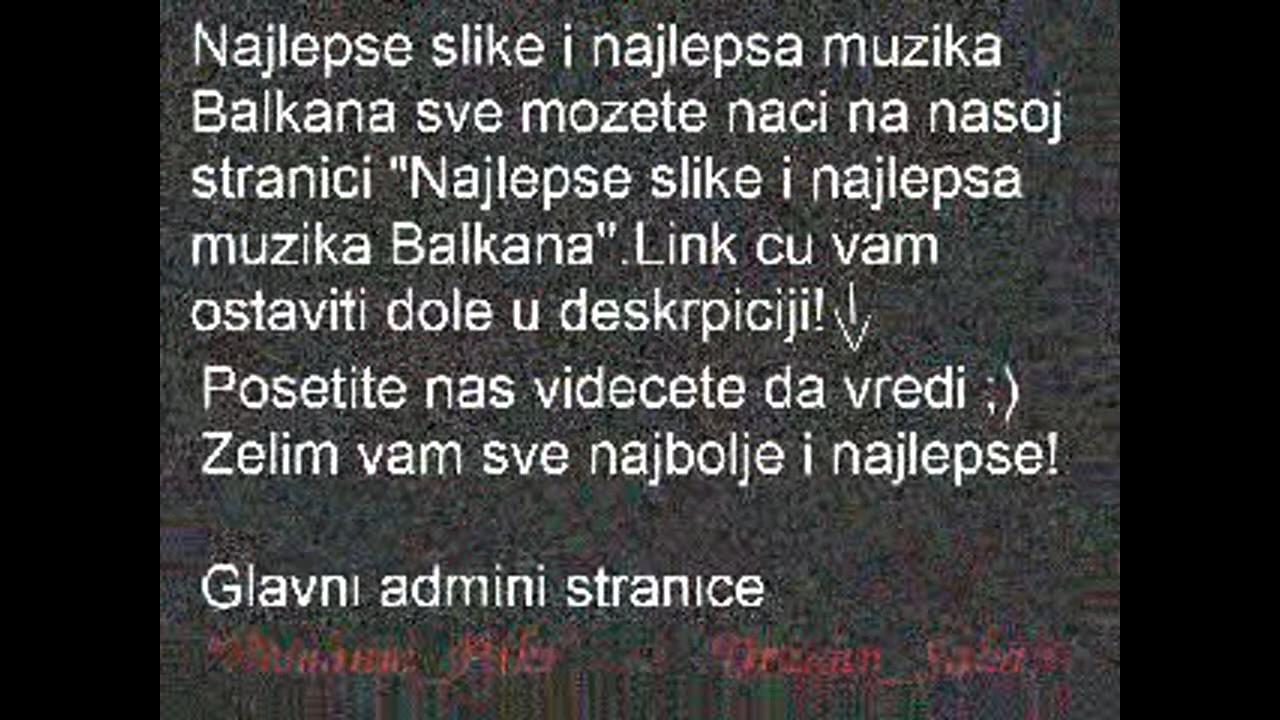 Najlepse slike i najlepsa muzika
Balkana sve mozete naci na nasoj
stranici "Najlepse slike i najlepsa
muzika Balkana".Link cu vam
ostaviti dole u deskrpiciji!
Posetite nas videcete da vredi ;)
Zelim vam sve najbolje i najlepse!
Glavni admini stranice